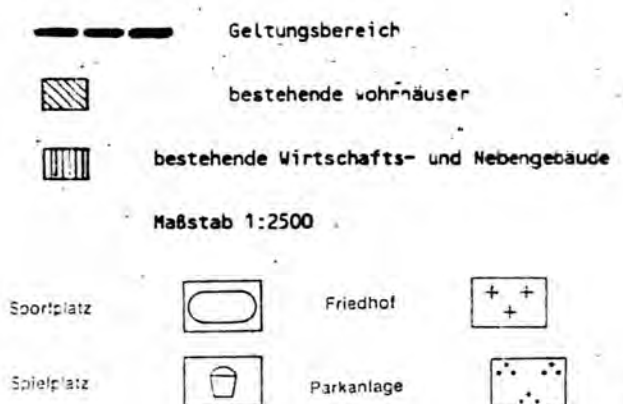 Geltungsbereich
bestehende Wohnhäuser
bestehende Wirtschafts- und Nebengebäude
Maßstab 1:2500
Sportplatz
Friedhof
Spielplatz
Parkanlage